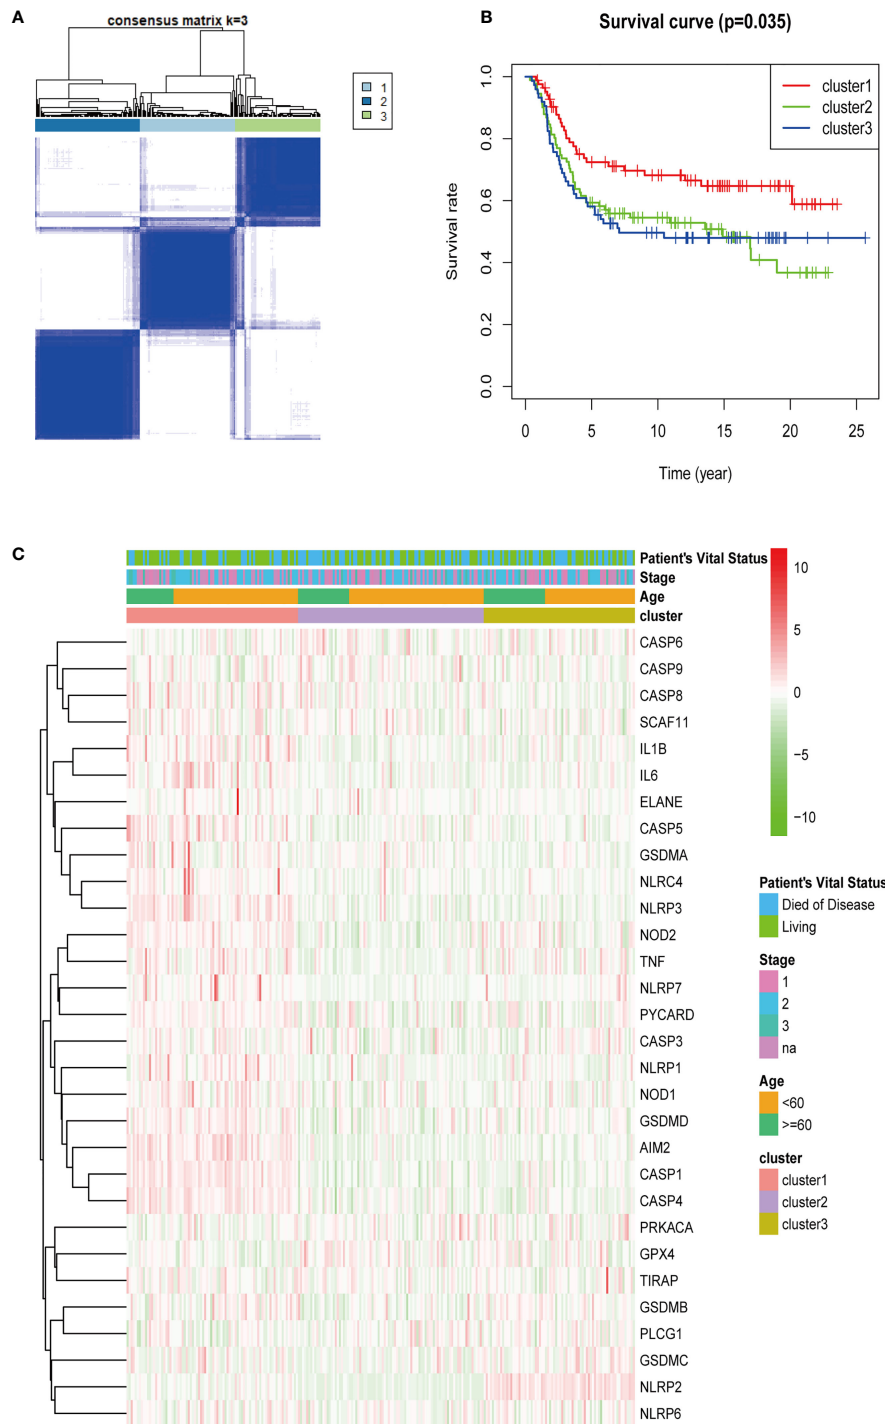 A
consensus matrix k=3
1
2
3
B
Survival curve (p=0.035)
cluster1
cluster2
cluster3
Survival rate
1.0
0.8
0.6
0.4
0.2
0.0
0
5
10
15
20
25
Time (year)
C
Patient's Vital Status
Stage
Age
cluster
CASP6
CASP9
CASP8
SCAF11
IL1B
IL6
ELANE
CASP5
GSDMA
NLRC4
NLRP3
NOD2
TNF
NLRP7
PYCARD
CASP3
NLRP1
NOD1
GSDMD
AIM2
CASP1
CASP4
PRKACA
GPX4
TIRAP
GSDMB
PLCG1
GSDMC
NLRP2
NLRP6
10
5
0
−5
−10
Patient's Vital Status
Died of Disease
Living
Stage
1
2
3
na
Age
<60
>=60
cluster
cluster1
cluster2
cluster3